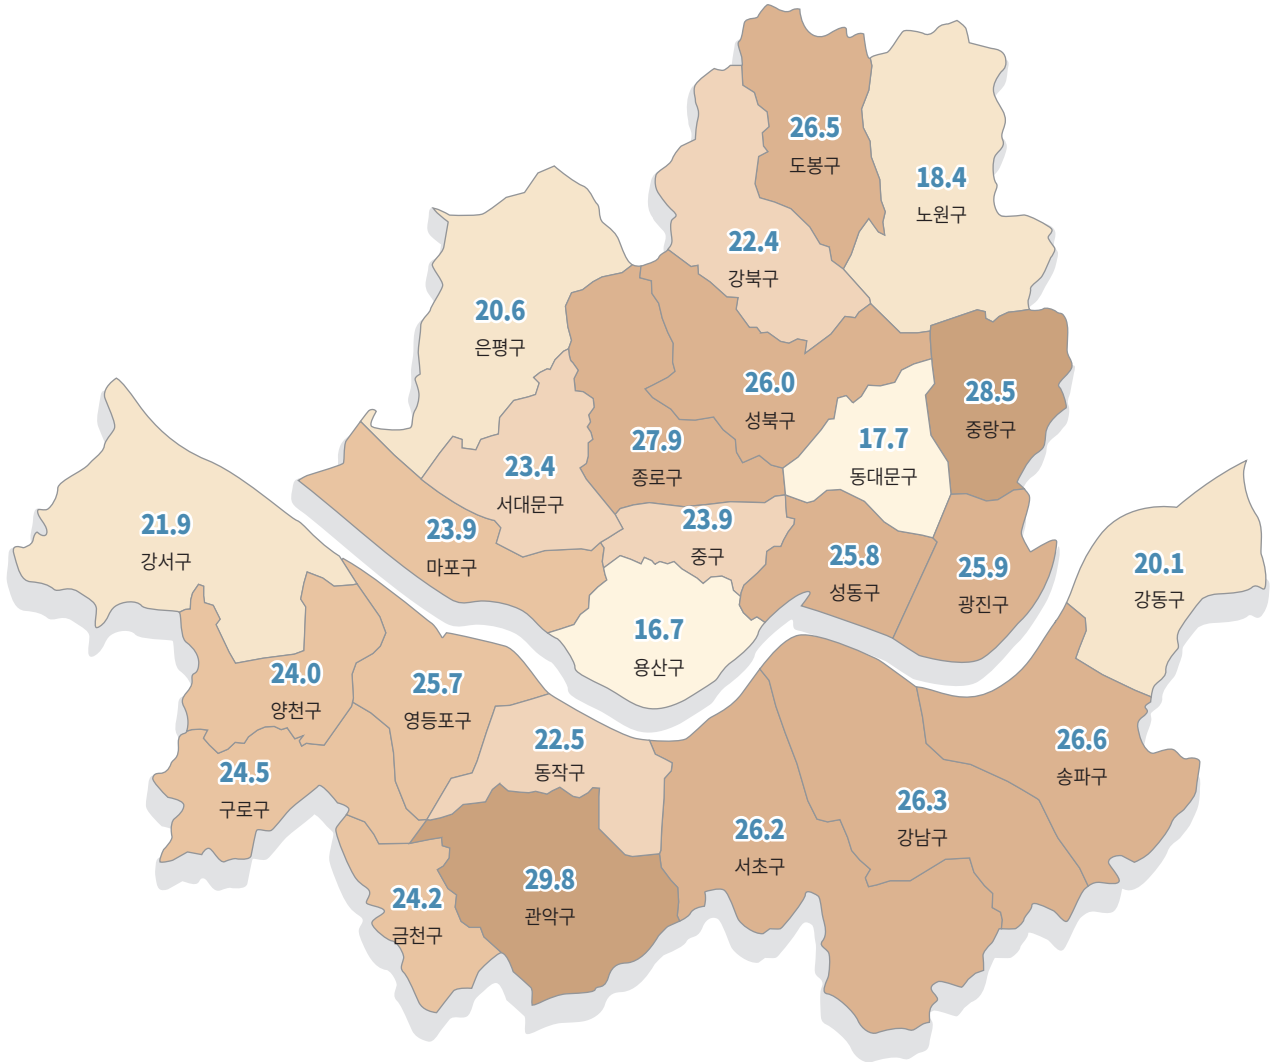 26.5
도봉구
18.4
노원구
22.4
강북구
20.6
은평구
26.0
성북구
28.5
중랑구
27.9
종로구
17.7
동대문구
23.4
서대문구
21.9
강서구
23.9
마포구
23.9
중구
25.8
성동구
25.9
광진구
20.1
강동구
16.7
용산구
24.0
양천구
25.7
영등포구
22.5
동작구
26.6
송파구
24.5
구로구
26.3
강남구
26.2
서초구
29.8
관악구
24.2
금천구